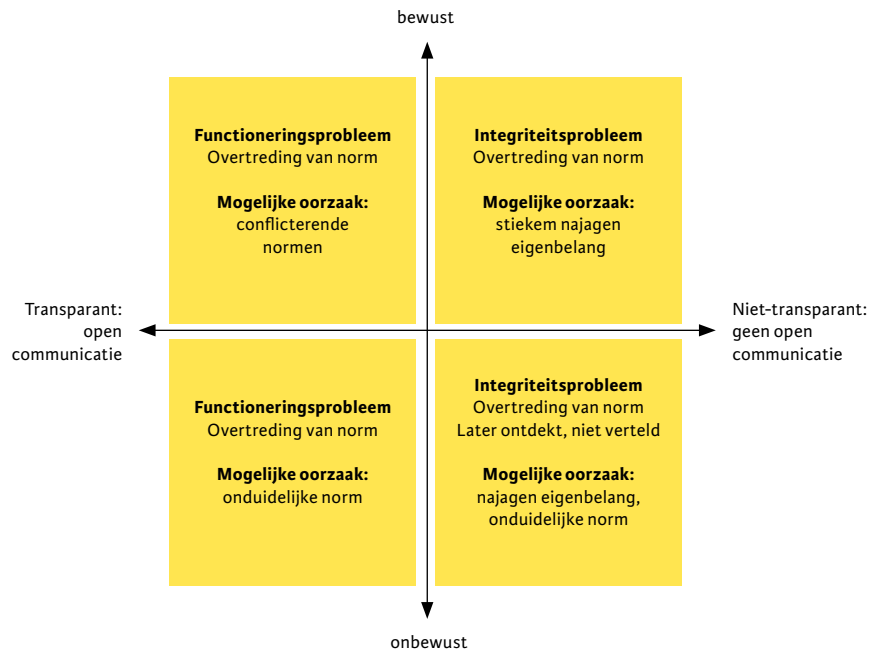 bewust
Functioneringsprobleem
Overtreding van norm
Mogelijke oorzaak:
conflicterende
normen
Integriteitsprobleem
Overtreding van norm
Mogelijke oorzaak:
stiekem najagen
eigenbelang
Transparant:
open
communicatie
Niet-transparant:
geen open
communicatie
Functioneringsprobleem
Overtreding van norm
Mogelijke oorzaak:
onduidelijke norm
Integriteitsprobleem
Overtreding van norm
Later ontdekt, niet verteld
Mogelijke oorzaak:
najagen eigenbelang,
onduidelijke norm
onbewust